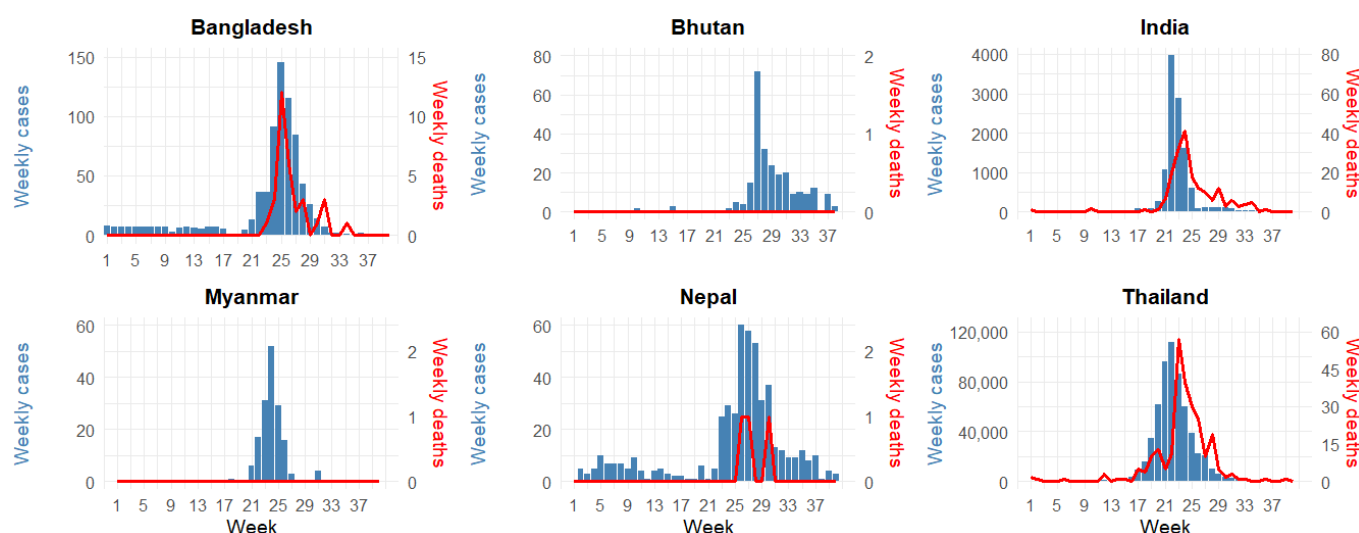 Bangladesh
Weekly cases
150
100
50
0
15
10
5
0
Weekly deaths
1 5 9 13 17 21 25 29 33 37
Bhutan
Weekly cases
80
60
40
20
0
2
1
0
Weekly deaths
1 5 9 13 17 21 25 29 33 37
India
Weekly cases
4000
3000
2000
1000
0
80
60
40
20
0
Weekly deaths
1 5 9 13 17 21 25 29 33 37
Myanmar
Weekly cases
60
40
20
0
2
1
0
Weekly deaths
1 5 9 13 17 21 25 29 33 37
Week
Nepal
Weekly cases
60
40
20
0
2
1
0
Weekly deaths
1 5 9 13 17 21 25 29 33 37
Week
Thailand
Weekly cases
120,000
80,000
40,000
0
60
45
30
15
0
Weekly deaths
1 5 9 13 17 21 25 29 33 37
Week